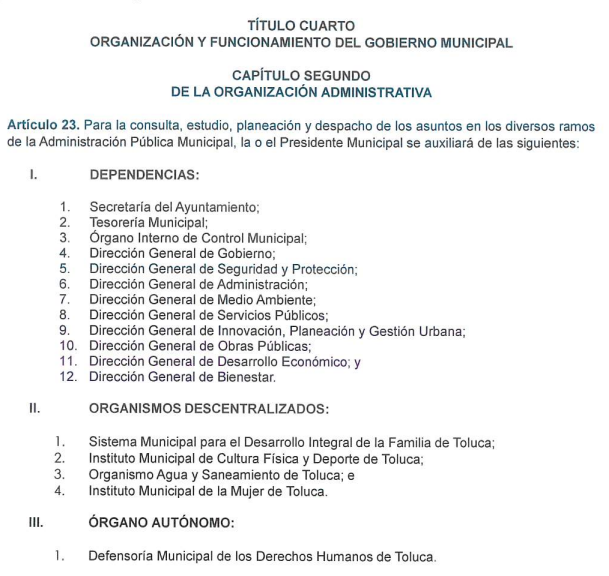 TÍTULO CUARTO
ORGANIZACIÓN Y FUNCIONAMIENTO DEL GOBIERNO MUNICIPAL
CAPÍTULO SEGUNDO
DE LA ORGANIZACIÓN ADMINISTRATIVA
Artículo 23. Para la consulta, estudio, planeación y despacho de los asuntos en los diversos ramos
de la Administración Pública Municipal, la o el Presidente Municipal se auxiliará de las siguientes:
I. DEPENDENCIAS:
1. Secretaría del Ayuntamiento;
2. Tesorería Municipal;
3. Órgano Interno de Control Municipal;
4. Dirección General de Gobierno;
5. Dirección General de Seguridad y Protección;
6. Dirección General de Administración;
7. Dirección General de Medio Ambiente;
8. Dirección General de Servicios Públicos;
9. Dirección General de Innovación, Planeación y Gestión Urbana;
10. Dirección General de Obras Públicas;
11. Dirección General de Desarrollo Económico; y
12. Dirección General de Bienestar.
II. ORGANISMOS DESCENTRALIZADOS:
1. Sistema Municipal para el Desarrollo Integral de la Familia de Toluca;
2. Instituto Municipal de Cultura Física y Deporte de Toluca;
3. Organismo Agua y Saneamiento de Toluca; e
4. Instituto Municipal de la Mujer de Toluca.
III. ÓRGANO AUTÓNOMO:
1. Defensoría Municipal de los Derechos Humanos de Toluca.